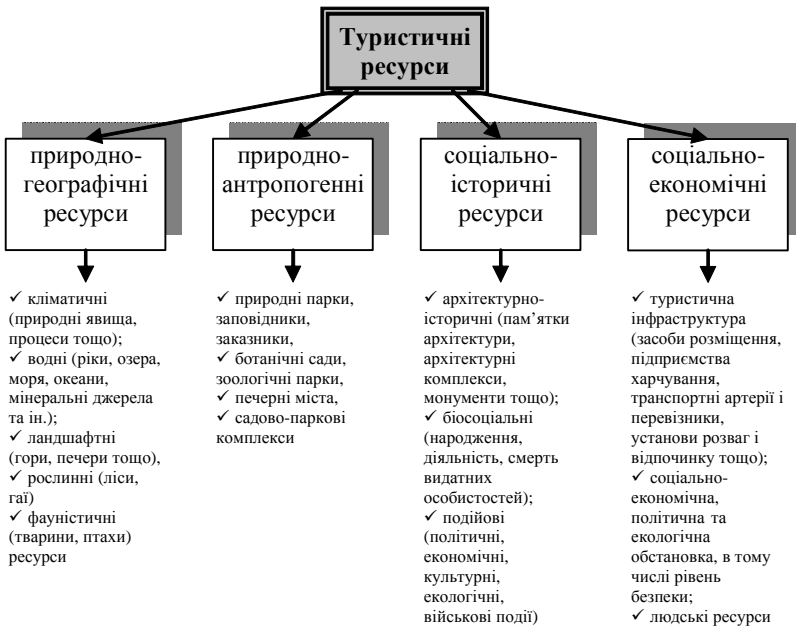 Туристичні
ресурси
природно-
географічні
ресурси
природно-
антропогенні
ресурси
соціально-
історичні
ресурси
соціально-
економічні
ресурси
✓ кліматичні
(природні явища,
процеси тощо);
✓ водні (ріки, озера,
моря, океани,
мінеральні джерела
та ін.);
✓ ландшафтні
(гори, печери тощо),
✓ рослинні (ліси,
гаї)
✓ фауністичні
(тварини, птахи)
ресурси
✓ природні парки,
заповідники,
заказники,
✓ ботанічні сади,
зоологічні парки,
✓ печерні міста,
✓ садово-паркові
комплекси
✓ архітектурно-
історичні (пам’ятки
архітектури,
архітектурні
комплекси,
монументи тощо);
✓ біосоціальні
(народження,
діяльність, смерть
видатних
особистостей);
✓ подійові
(політичні,
економічні,
культурні,
екологічні,
військові події)
✓ туристична
інфраструктура
(засоби розміщення,
підприємства
харчування,
транспортні артерії і
перевізники,
установи розваг і
відпочинку тощо);
✓ соціально-
економічна,
політична та
екологічна
обстановка, в тому
числі рівень
безпеки;
✓ людські ресурси